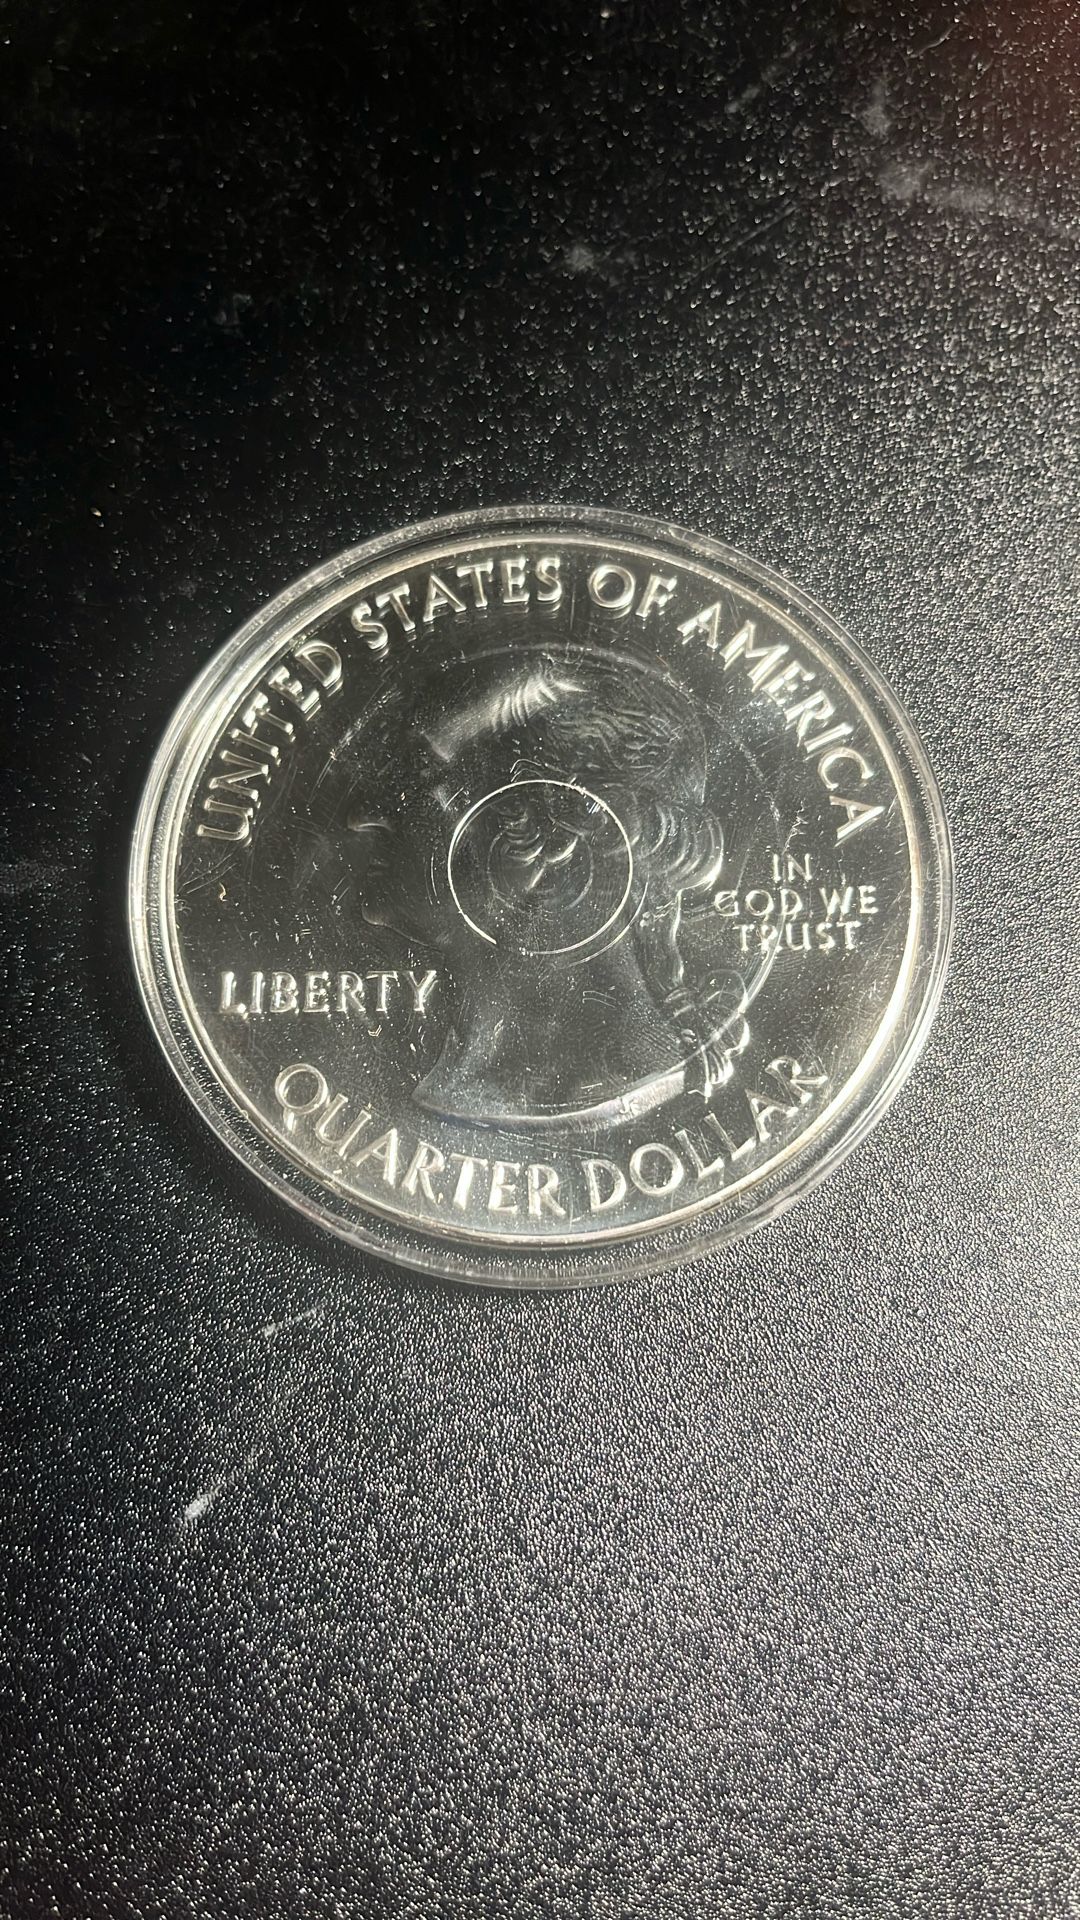 UNITED STATES OF AMERICA
IN
GOD WE
TRUST
LIBERTY
QUARTER DOLLAR